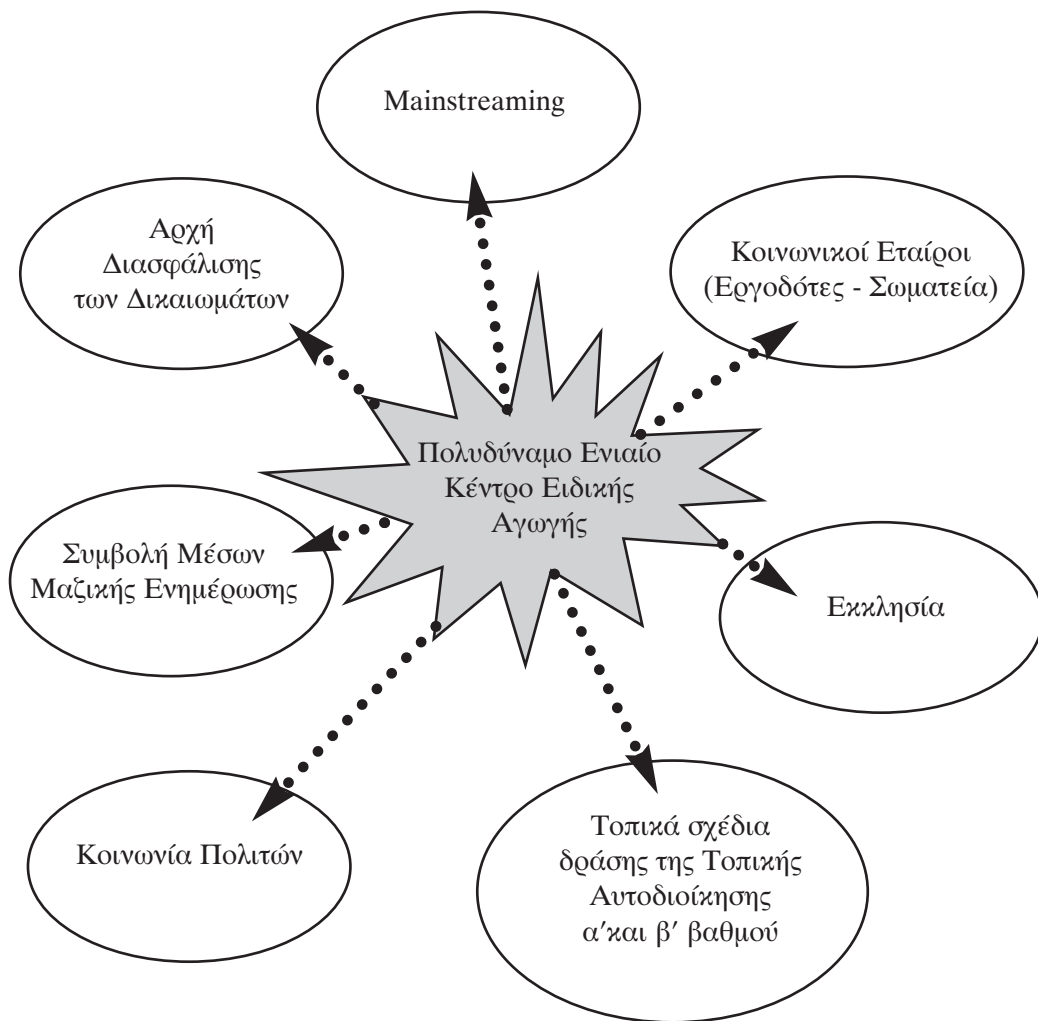 Mainstreaming
Αρχή
Διασφάλισης
των Δικαιωμάτων
Κοινωνικοί Εταίροι
(Εργοδότες - Σωματεία)
Πολυδύναμο Ενιαίο
Κέντρο Ειδικής
Αγωγής
Συμβολή Μέσων
Μαζικής Ενημέρωσης
Εκκλησία
Κοινωνία Πολιτών
Τοπικά σχέδια
δράσης της Τοπικής
Αυτοδιοίκησης
α′και β′ βαθμού